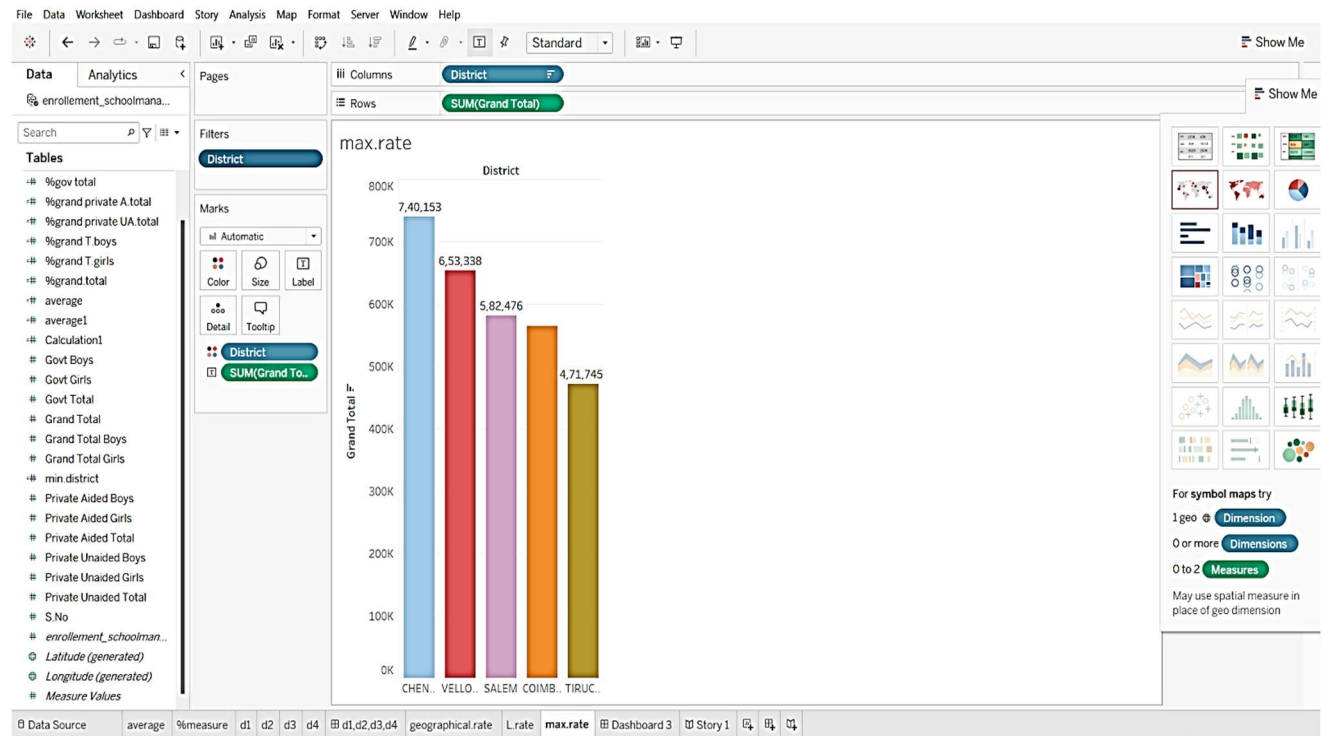 File Data Worksheet Dashboard Story Analysis Map Format Server Window Help
Standard
Show Me
Data Analytics
enrollement_schoolmana...
Search
Tables
%gov total
%grand private A.total
%grand private UA.total
%grand T.boys
%grand T.girls
%grand.total
average
average1
Calculation1
Govt Boys
Govt Girls
Govt Total
Grand Total
Grand Total Boys
Grand Total Girls
min.district
Private Aided Boys
Private Aided Girls
Private Aided Total
Private Unaided Boys
Private Unaided Girls
Private Unaided Total
S.No
enrollement_schoolman...
Latitude (generated)
Longitude (generated)
Measure Values
Pages
Filters
District
Marks
Automatic
Color Size Label
Detail Tooltip
District
SUM(Grand To..
Columns District
Rows SUM(Grand Total)
max.rate
District
800K
700K
600K
500K
400K
300K
200K
100K
0K
Grand Total
7,40,153
6,53,338
5,82,476
4,71,745
CHEN.. VELLO.. SALEM COIMB.. TIRUC..
Show Me
For symbol maps try
1 geo Dimension
0 or more Dimensions
0 to 2 Measures
May use spatial measure in
place of geo dimension
Data Source average %measure d1 d2 d3 d4 d1,d2,d3,d4 geographical.rate L.rate max.rate Dashboard 3 Story 1